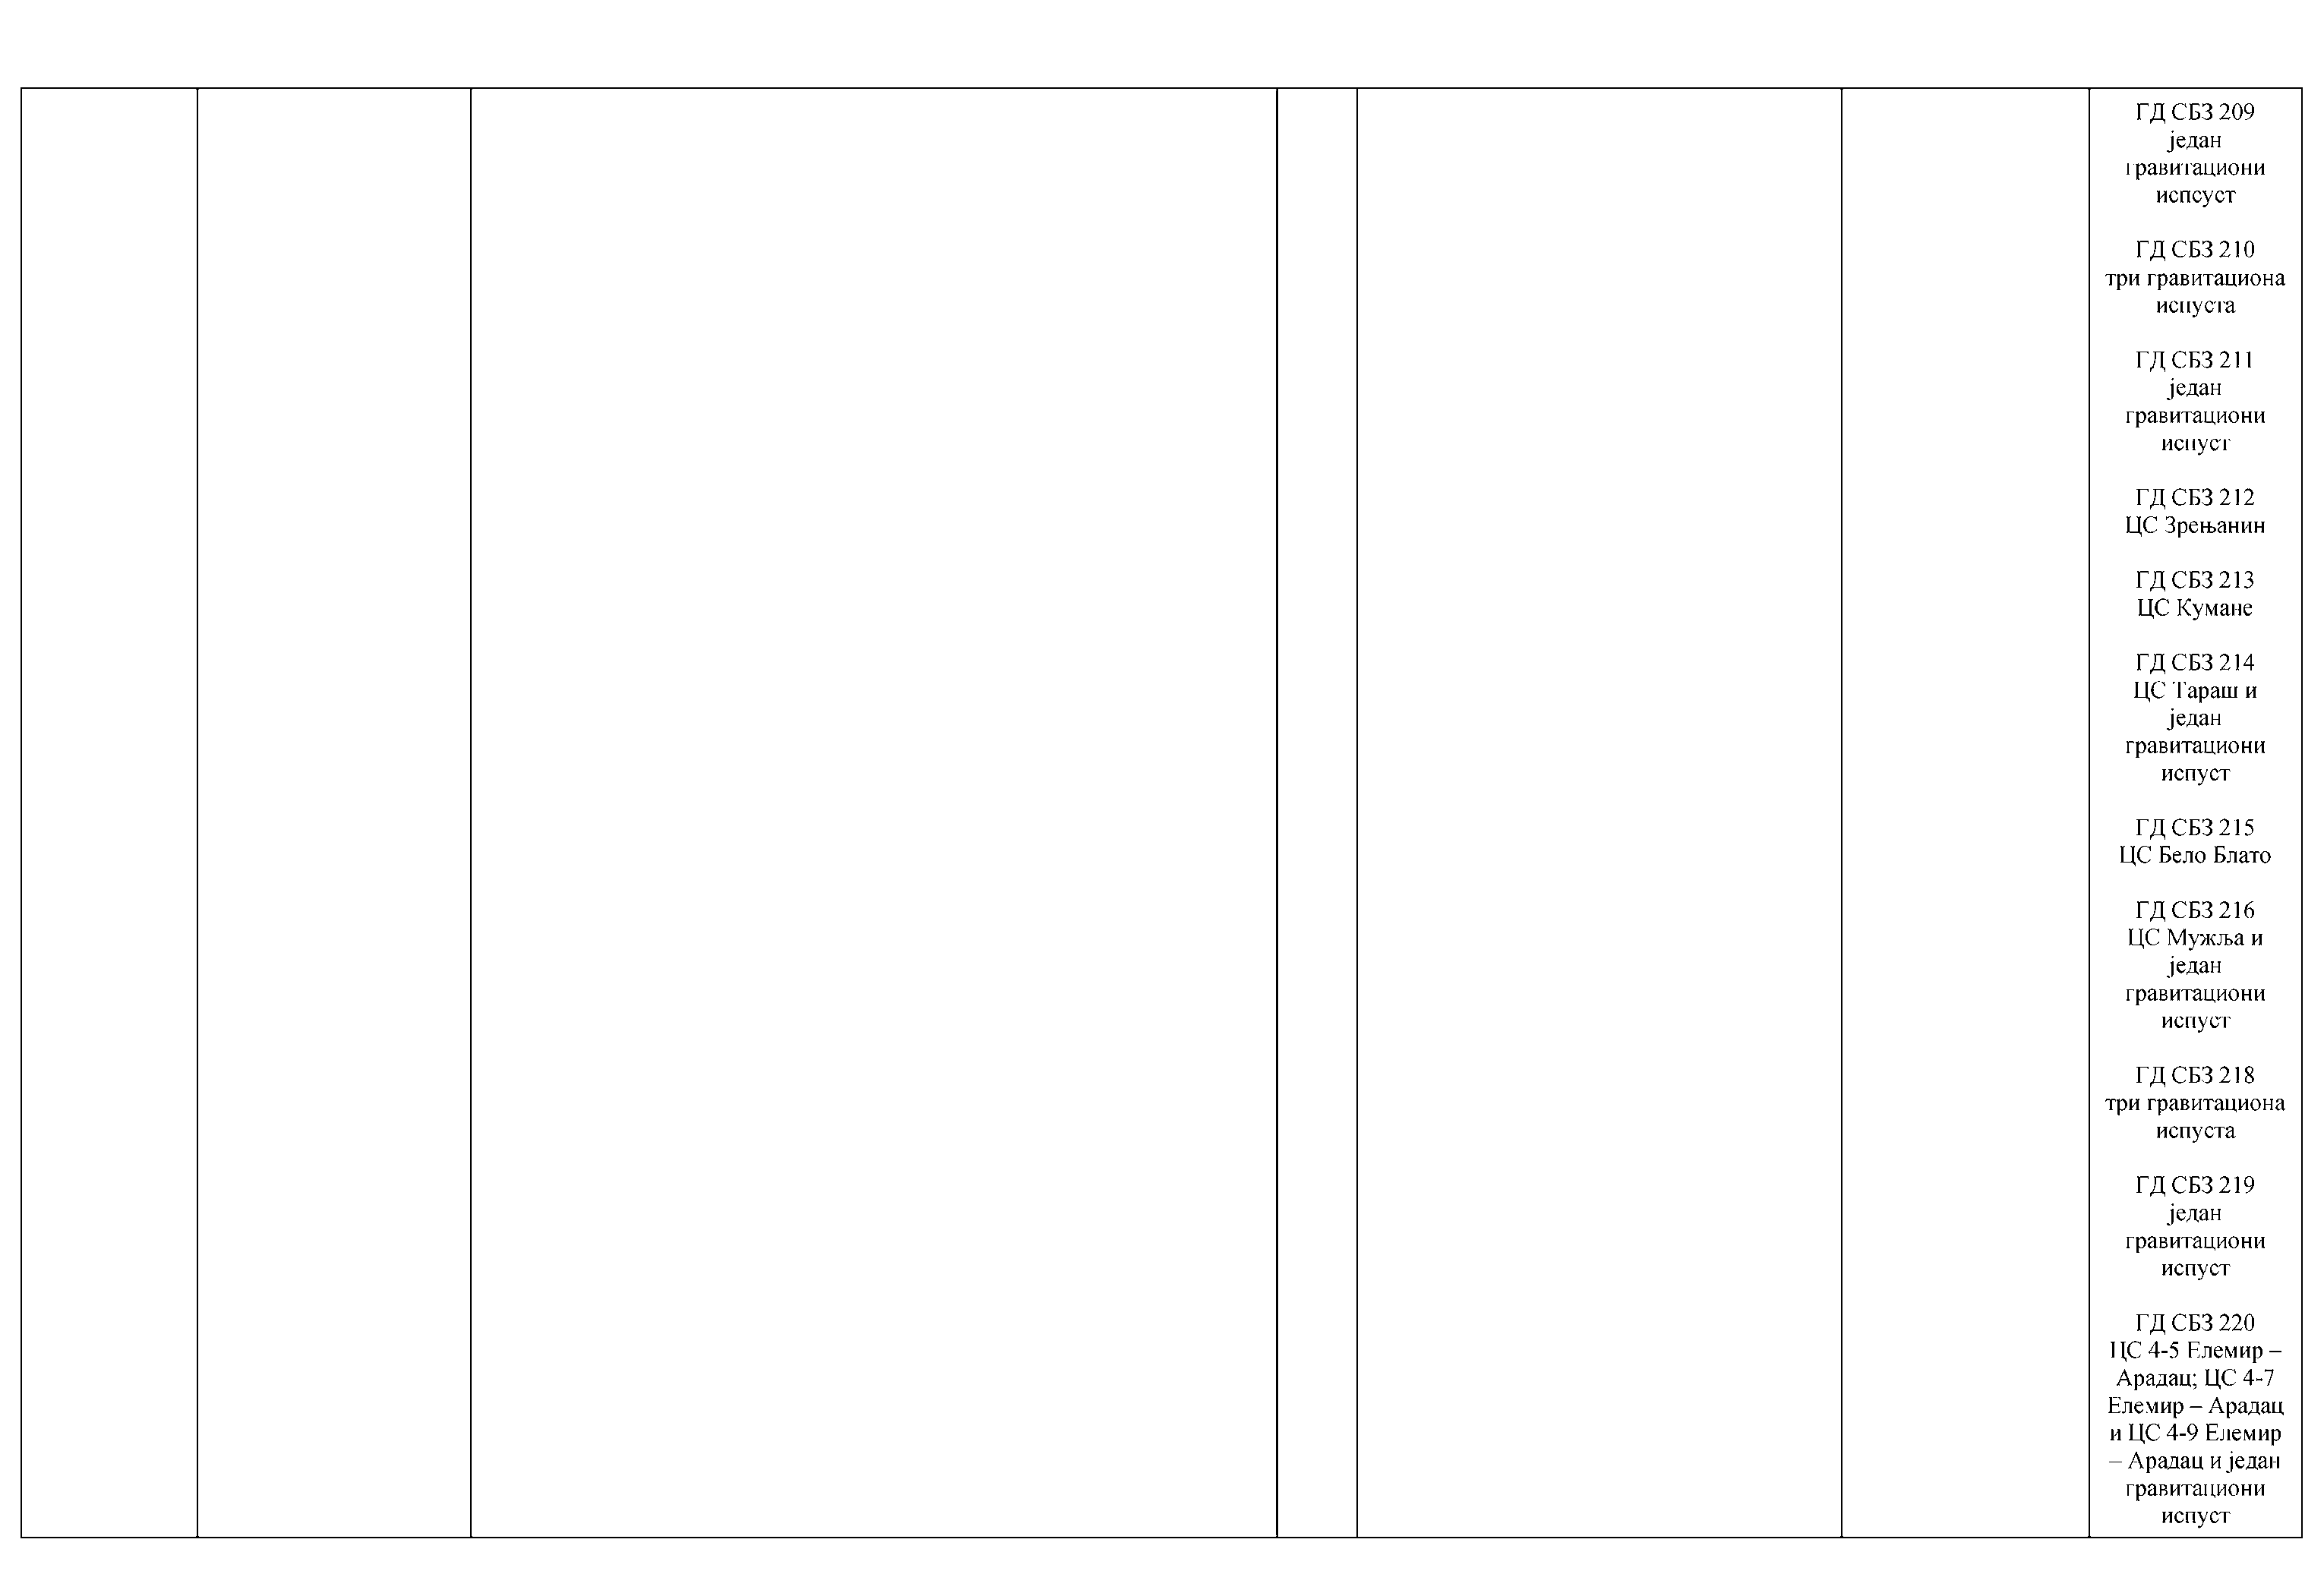 ГД СБЗ 209
један
гравитациони
испсуст
ГД СБЗ 210
три гравитациона
испуста
ГД СБЗ 211
један
гравитациони
испуст
ГД СБЗ 212
ЦС Зрењанин
ГД СБЗ 213
ЦС Кумане
ГД СБЗ 214
ЦС Тараш и
један
гравитациони
испуст
ГД СБЗ 215
ЦС Бело Блато
ГД СБЗ 216
ЦС Мужља и
један
гравитациони
испуст
ГД СБЗ 218
три гравитациона
испуста
ГД СБЗ 219
један
гравитациони
испуст
ГД СБЗ 220
ЦС 4-5 Елемир –
Арадац; ЦС 4-7
Елемир – Арадац
и ЦС 4-9 Елемир
– Арадац и један
гравитациони
испуст